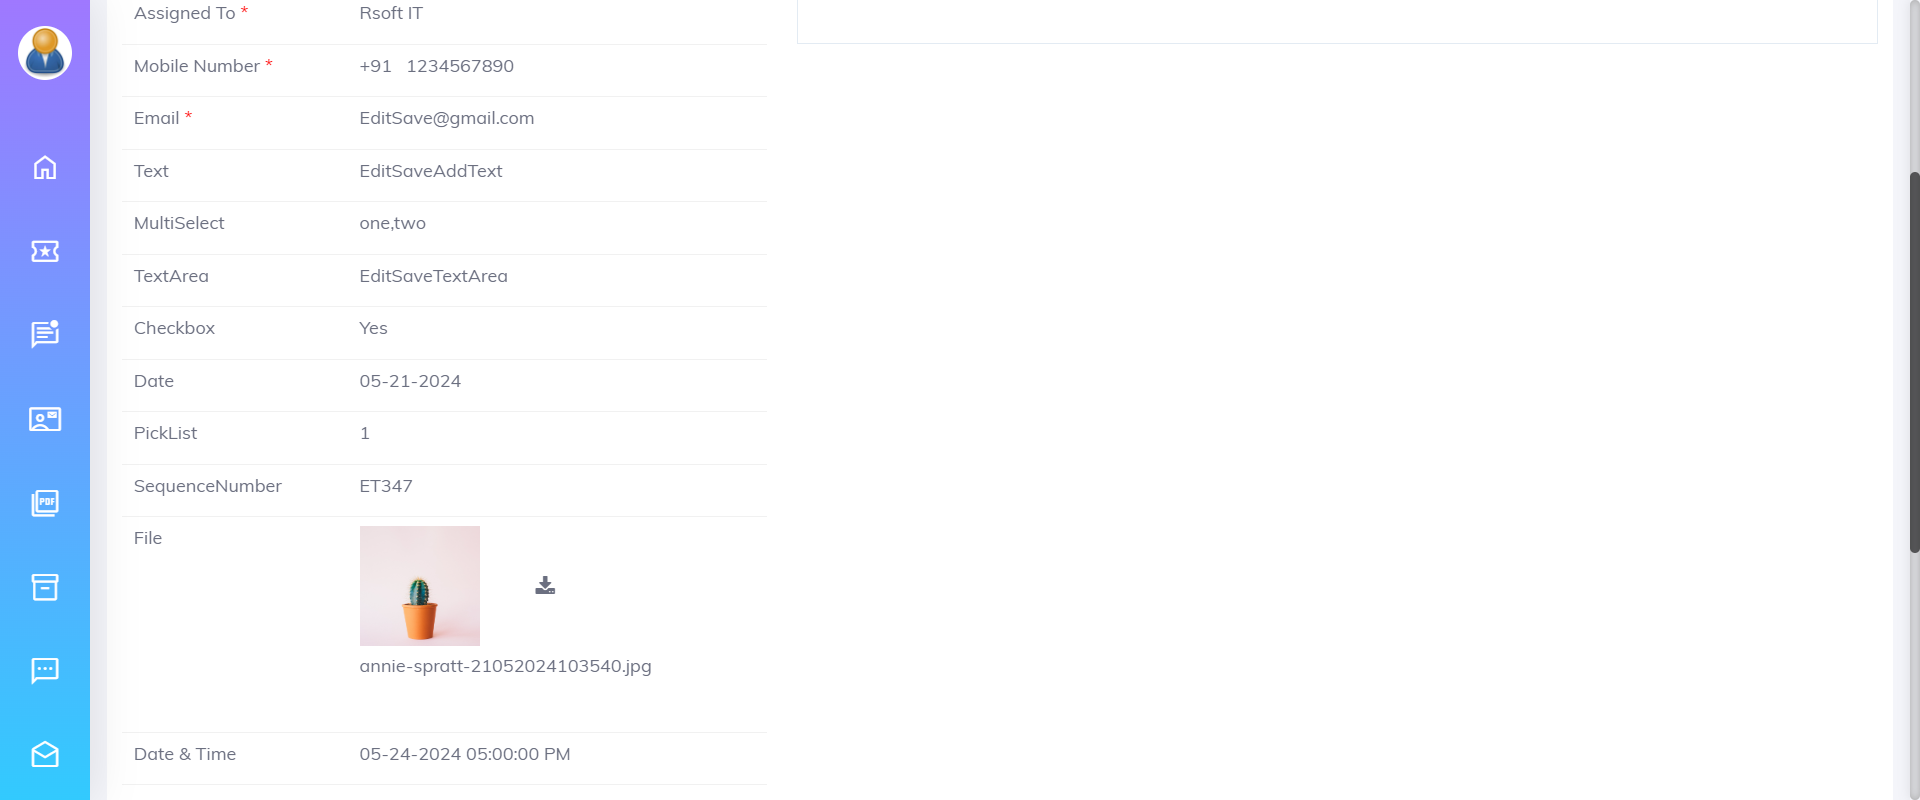 Assigned To * Rsoft IT
Mobile Number * +91 1234567890
Email * EditSave@gmail.com
Text EditSaveAddText
MultiSelect one,two
TextArea EditSaveTextArea
Checkbox Yes
Date 05-21-2024
PickList 1
SequenceNumber ET347
File
annie-spratt-21052024103540.jpg
Date & Time 05-24-2024 05:00:00 PM
PDF